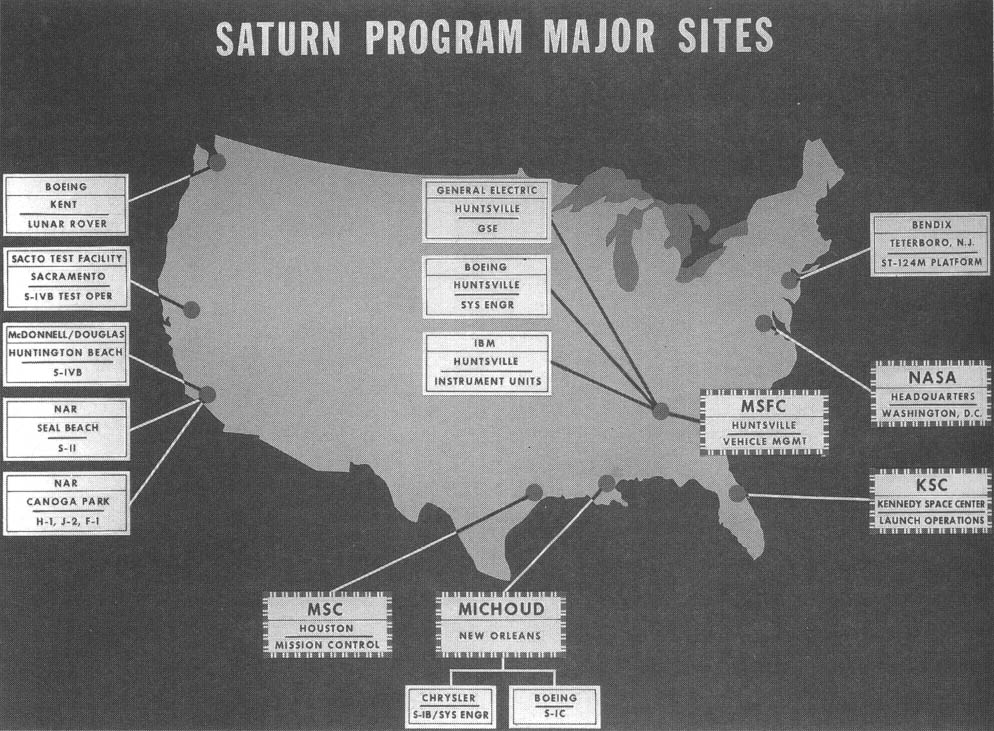 SATURN PROGRAM MAJOR SITES
BOEING
KENT
LUNAR ROVER
SACTO TEST FACILITY
SACRAMENTO
S-IVB TEST OPER
McDONNELL/DOUGLAS
HUNTINGTON BEACH
S-IVB
NAR
SEAL BEACH
S-II
NAR
CANOGA PARK
H-1, J-2, F-1
GENERAL ELECTRIC
HUNTSVILLE
GSE
BOEING
HUNTSVILLE
SYS ENGR
IBM
HUNTSVILLE
INSTRUMENT UNITS
BENDIX
TETERBORO, N.J.
ST-124M PLATFORM
NASA
HEADQUARTERS
WASHINGTON, D.C.
MSFC
HUNTSVILLE
VEHICLE MGMT
KSC
KENNEDY SPACE CENTER
LAUNCH OPERATIONS
MSC
HOUSTON
MISSION CONTROL
MICHOUD
NEW ORLEANS
CHRYSLER
S-IB/SYS ENGR
BOEING
S-IC